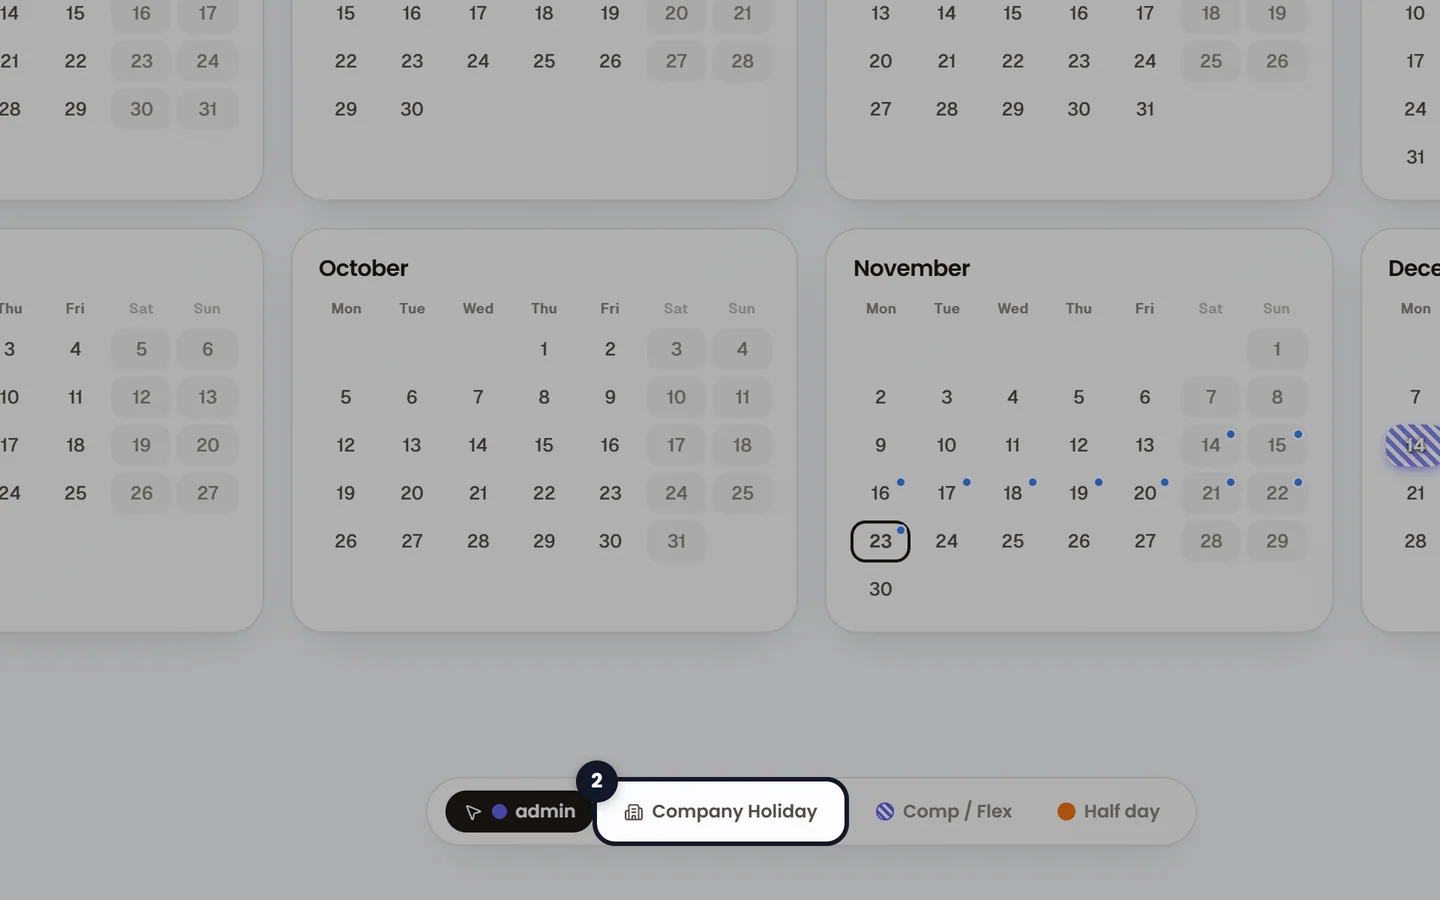 14 15 16 17 15 16 17 18 19 20 21 13 14 15 16 17 18 19 10
21 22 23 24 22 23 24 25 26 27 28 20 21 22 23 24 25 26 17
28 29 30 31 29 30 27 28 29 30 31 24
31
October November Dece
Thu Fri Sat Sun Mon Tue Wed Thu Fri Sat Sun Mon Tue Wed Thu Fri Sat Sun Mon
3 4 5 6 1 2 3 4 1
10 11 12 13 5 6 7 8 9 10 11 2 3 4 5 6 7 8 7
17 18 19 20 12 13 14 15 16 17 18 9 10 11 12 13 14 15 14
24 25 26 27 19 20 21 22 23 24 25 16 17 18 19 20 21 22 21
26 27 28 29 30 31 23 24 25 26 27 28 29 28
30
2
admin Company Holiday Comp / Flex Half day